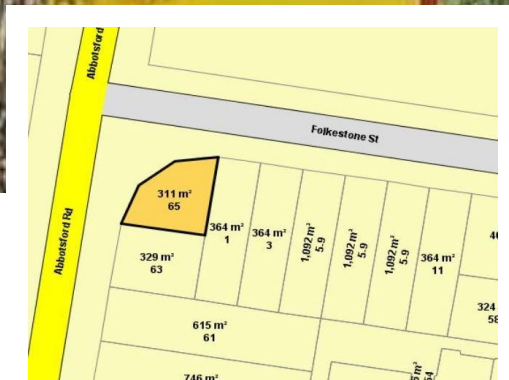 Abbotsford
Folkestone St
311 m²
65
364 m²
1
364 m²
3
1,092 m²
5.9
1,092 m²
5.9
1,092 m²
5.9
364 m²
11
Abbotsford Rd
329 m²
63
324
58
615 m²
61
746 m²